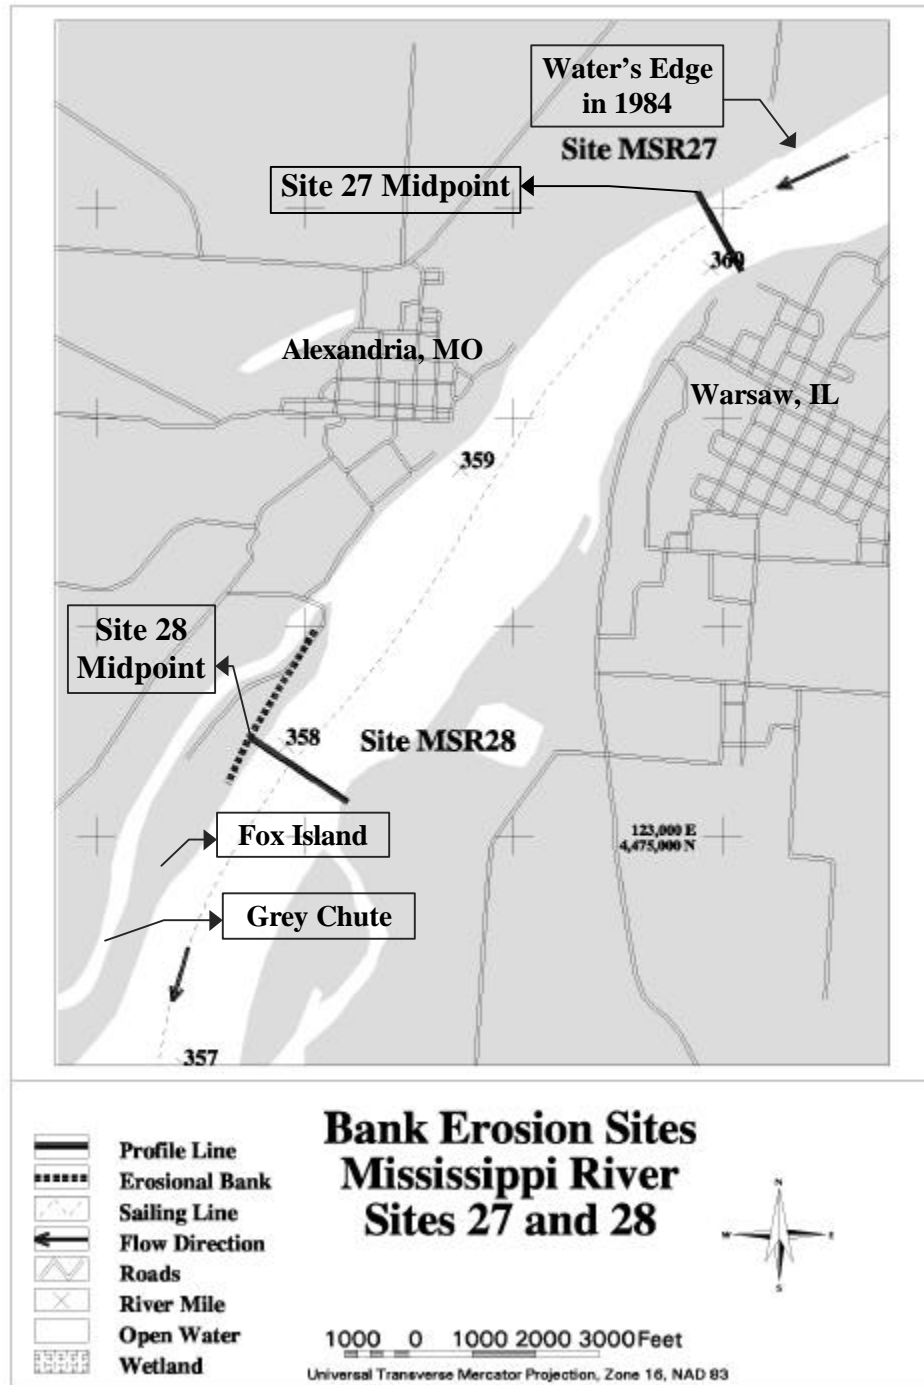 Water's Edge
in 1984
Site MSR27
Site 27 Midpoint
360
Alexandria, MO
Warsaw, IL
359
Site 28
Midpoint
358
Site MSR28
123,000 E
4,475,000 N
Fox Island
Grey Chute
357
Profile Line
Erosional Bank
Sailing Line
Flow Direction
Roads
River Mile
Open Water
Wetland
Bank Erosion Sites
Mississippi River
Sites 27 and 28
N
W E
S
1000 0 1000 2000 3000 Feet
Universal Transverse Mercator Projection, Zone 16, NAD 83